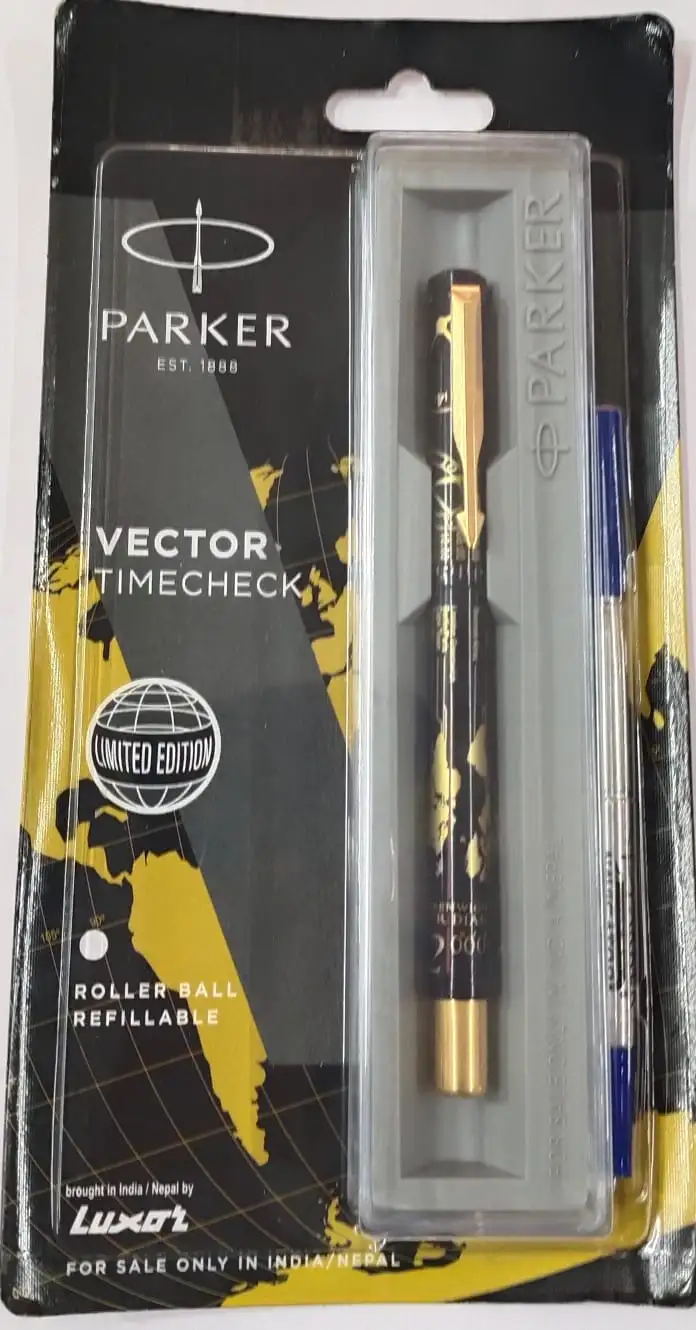 PARKER
EST. 1888
VECTOR
TIMECHECK
LIMITED EDITION
ROLLER BALL
REFILLABLE
brought in India / Nepal by
LUXOR
FOR SALE ONLY IN INDIA/NEPAL
PARKER
2000